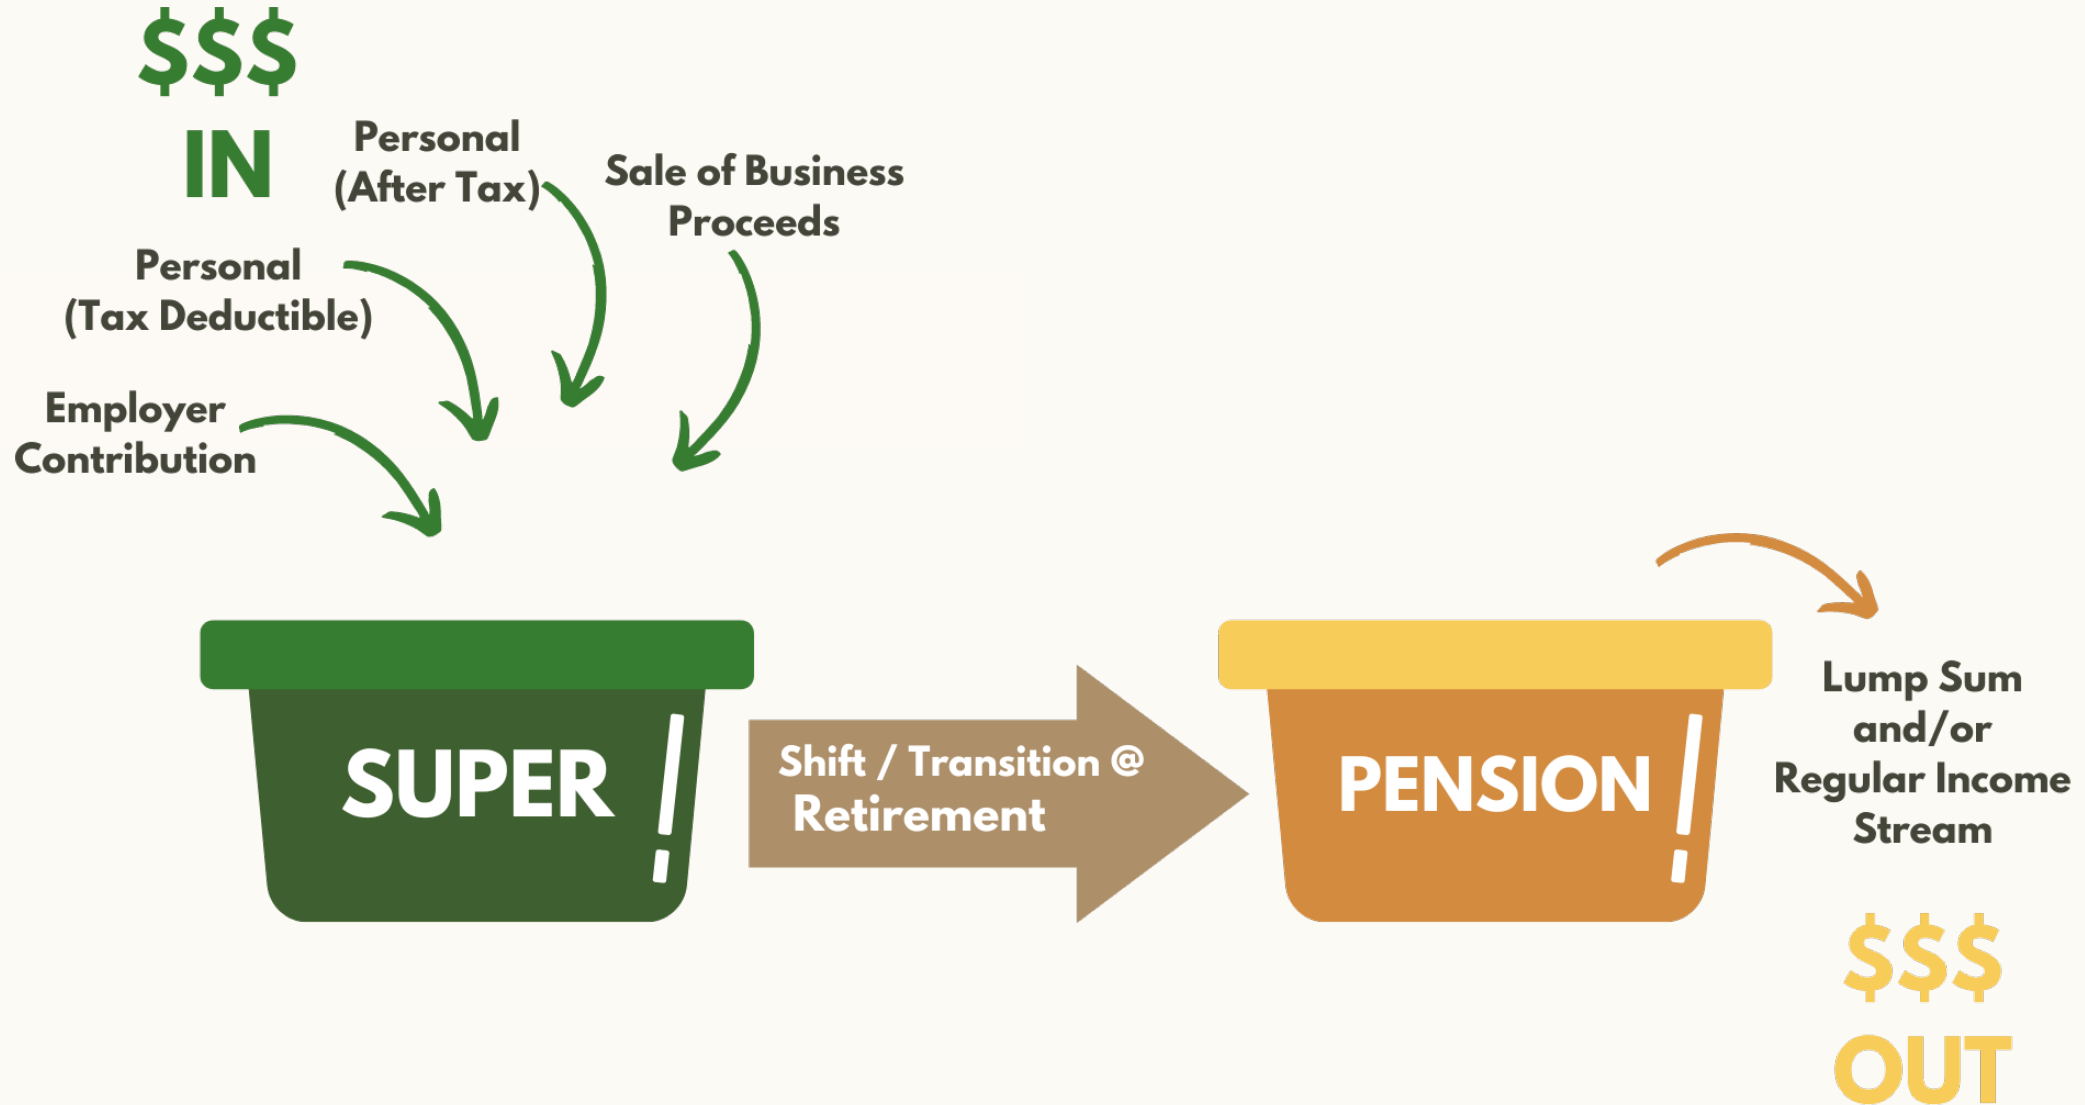 $$$
IN
Personal
(After Tax)
Sale of Business
Proceeds
Personal
(Tax Deductible)
Employer
Contribution
SUPER
Shift / Transition @
Retirement
PENSION
Lump Sum
and/or
Regular Income
Stream
$$$
OUT